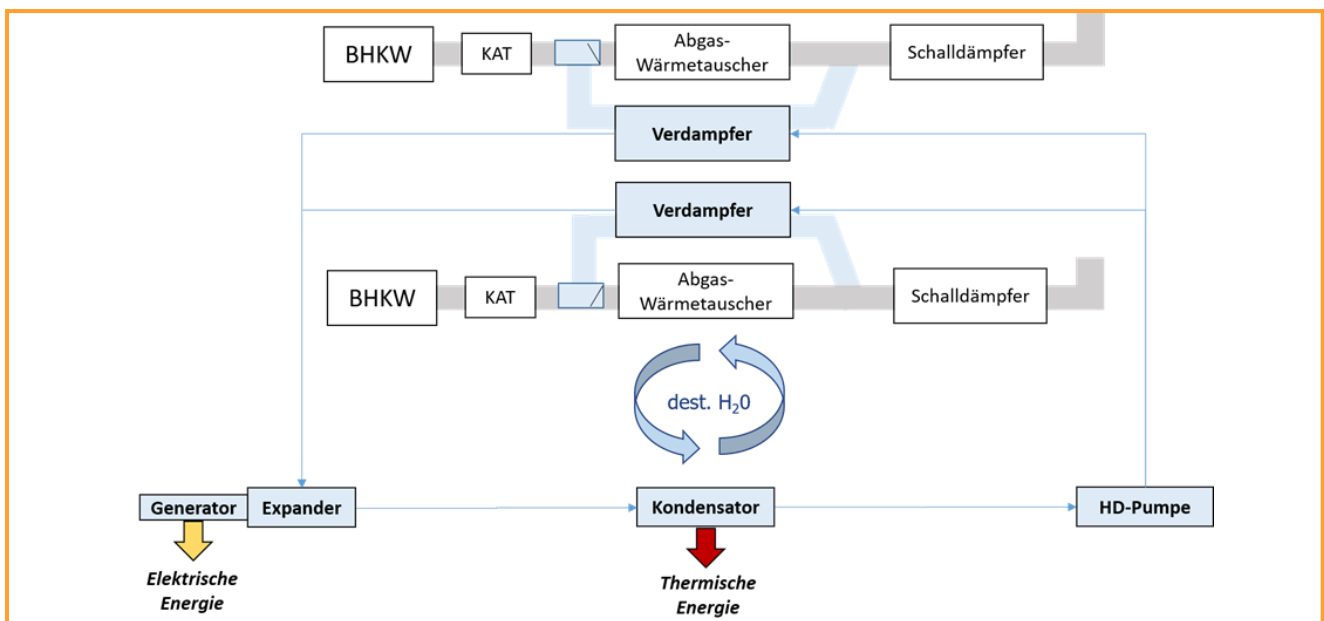 BHKW
KAT
Abgas-
Wärmetauscher
Schalldämpfer
Verdampfer
Verdampfer
BHKW
KAT
Abgas-
Wärmetauscher
Schalldämpfer
dest. H₂0
Generator
Expander
Kondensator
HD-Pumpe
Elektrische
Energie
Thermische
Energie